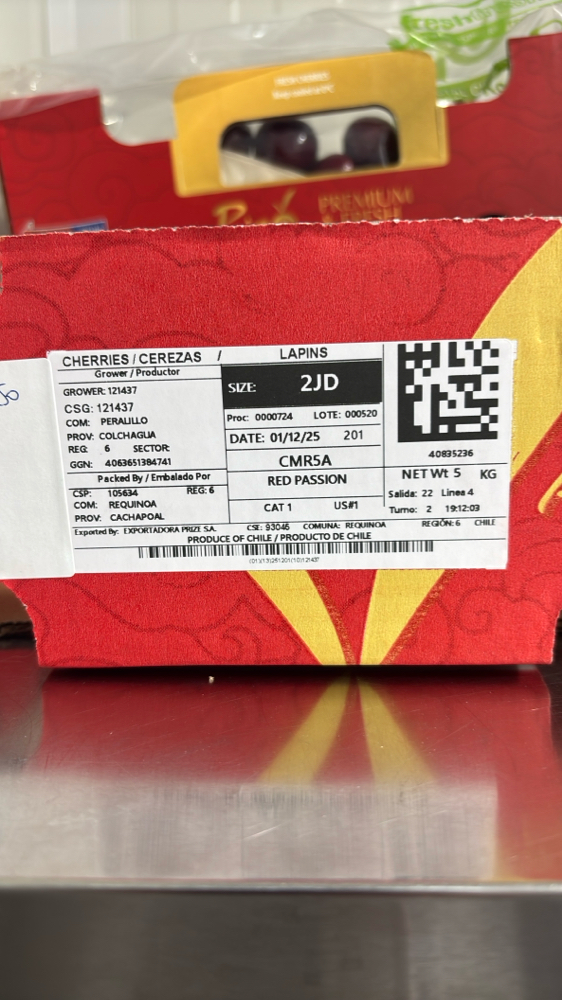 PREMIUM
CHERRIES / CEREZAS / LAPINS
Grower / Productor
GROWER: 121437
CSG: 121437
COM: PERALILLO
PROV: COLCHAGUA
REG: 6 SECTOR:
GGN: 4063651384741
Packed By / Embalado Por
CSP: 105634 REG: 6
COM: REQUINOA
PROV: CACHAPOAL
SIZE: 2JD
Proc: 0000724 LOTE: 000520
DATE: 01/12/25 201
CMR5A
RED PASSION
CAT 1 US#1
40835236
NET Wt 5 KG
Salida: 22 Linea 4
Turno: 2 19:12:03
Exported By: EXPORTADORA PRIZE S.A. CSE: 93046 COMUNA: REQUINOA REGIÓN: 6 CHILE
PRODUCE OF CHILE / PRODUCTO DE CHILE